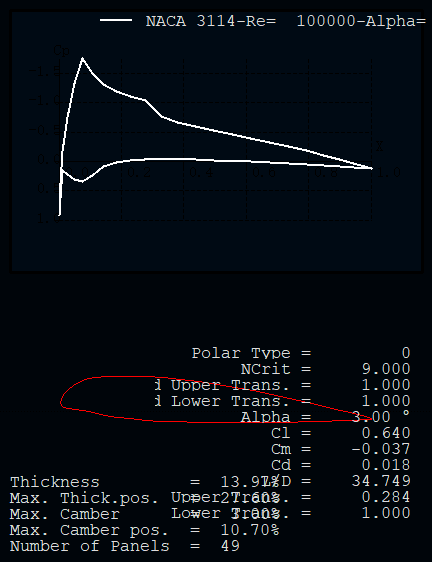 NACA 3114-Re= 100000-Alpha=
Cp
X
Polar Type = 0
NCrit = 9.000
Upper Trans. = 1.000
Lower Trans. = 1.000
Alpha = 3.00 °
Cl = 0.640
Cm = -0.037
Cd = 0.018
L/D = 34.749
Upper Trans. = 0.284
Lower Trans. = 1.000
Thickness = 13.9%
Max. Thick.pos. = 27.60%
Max. Camber = 3.00%
Max. Camber pos. = 10.70%
Number of Panels = 49